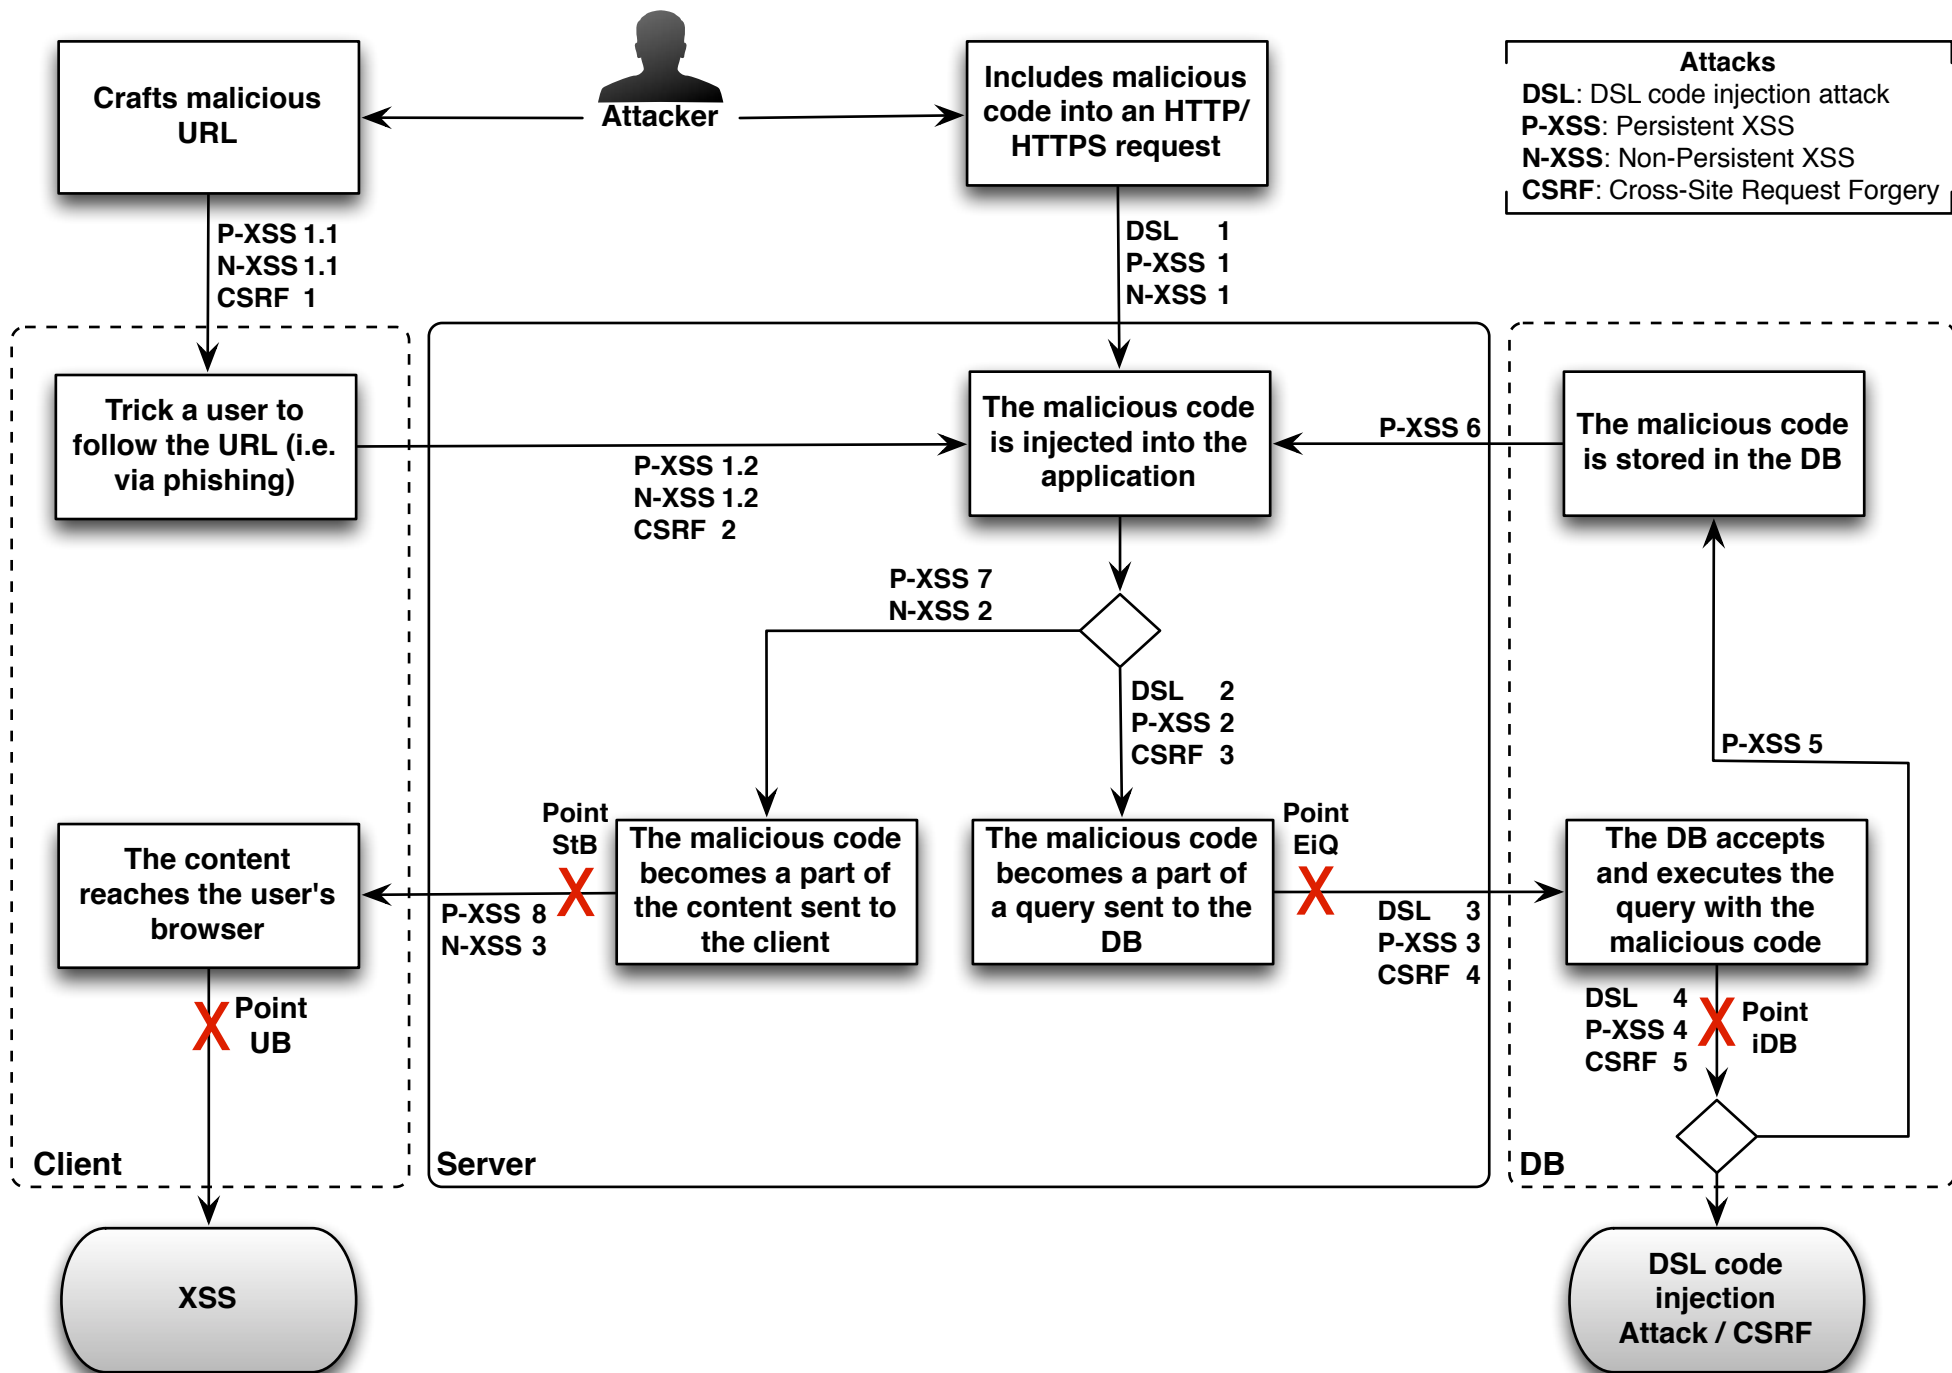 Crafts malicious
URL
Attacker
Includes malicious
code into an HTTP/
HTTPS request
Attacks
DSL: DSL code injection attack
P-XSS: Persistent XSS
N-XSS: Non-Persistent XSS
CSRF: Cross-Site Request Forgery
P-XSS 1.1
N-XSS 1.1
CSRF 1
DSL 1
P-XSS 1
N-XSS 1
Trick a user to
follow the URL (i.e.
via phishing)
P-XSS 1.2
N-XSS 1.2
CSRF 2
The malicious code
is injected into the
application
P-XSS 6
The malicious code
is stored in the DB
P-XSS 7
N-XSS 2
DSL 2
P-XSS 2
CSRF 3
P-XSS 5
The content
reaches the user's
browser
Point
StB
P-XSS 8
N-XSS 3
The malicious code
becomes a part of
the content sent to
the client
The malicious code
becomes a part of
a query sent to the
DB
Point
EiQ
DSL 3
P-XSS 3
CSRF 4
The DB accepts
and executes the
query with the
malicious code
Point
UB
DSL 4
P-XSS 4
CSRF 5
Point
iDB
Client
Server
DB
XSS
DSL code
injection
Attack / CSRF